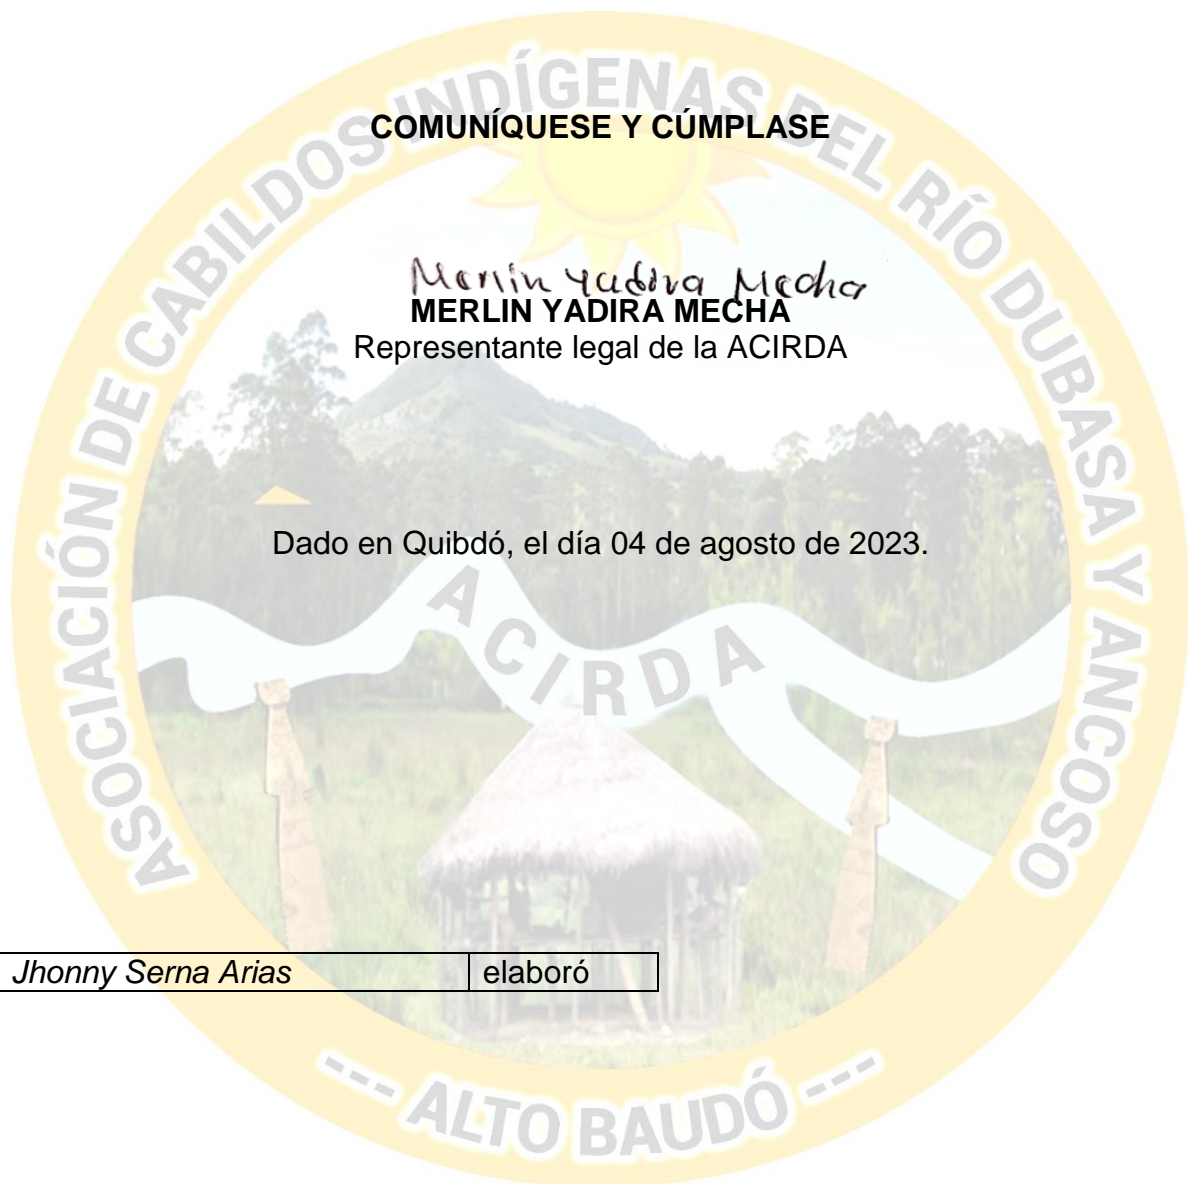 ASOCIACIÓN DE CABILDOS INDÍGENAS DEL RÍO DUBASA Y ANCOSO
COMUNÍQUESE Y CÚMPLASE
Merlin Yadira Mecha
MERLIN YADIRA MECHA
Representante legal de la ACIRDA
Dado en Quibdó, el día 04 de agosto de 2023.
ACIRDA
Jhonny Serna Arias elaboró
--- ALTO BAUDÓ ---